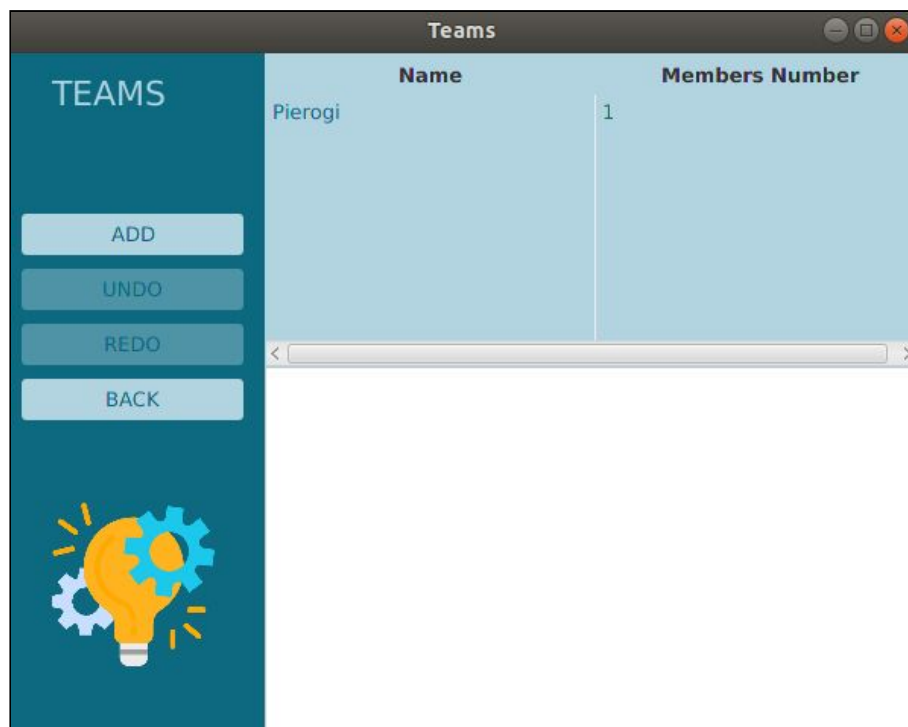 Teams
TEAMS
Name Members Number
Pierogi 1
ADD
UNDO
REDO
BACK